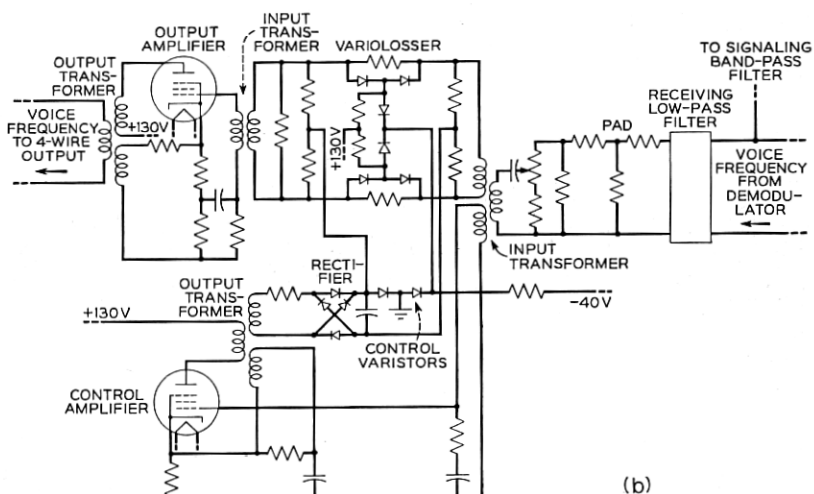 OUTPUT
AMPLIFIER
INPUT
TRANS-
FORMER
VARIOLOSSER
TO SIGNALING
BAND-PASS
FILTER
OUTPUT
TRANS-
FORMER
RECEIVING
LOW-PASS
FILTER
PAD
VOICE
FREQUENCY
TO 4-WIRE
OUTPUT
+130V
+130V
VOICE
FREQUENCY
FROM
DEMODU-
LATOR
INPUT
TRANSFORMER
OUTPUT
TRANS-
FORMER
RECTI-
FIER
+130V
-40V
CONTROL
VARISTORS
CONTROL
AMPLIFIER
(b)